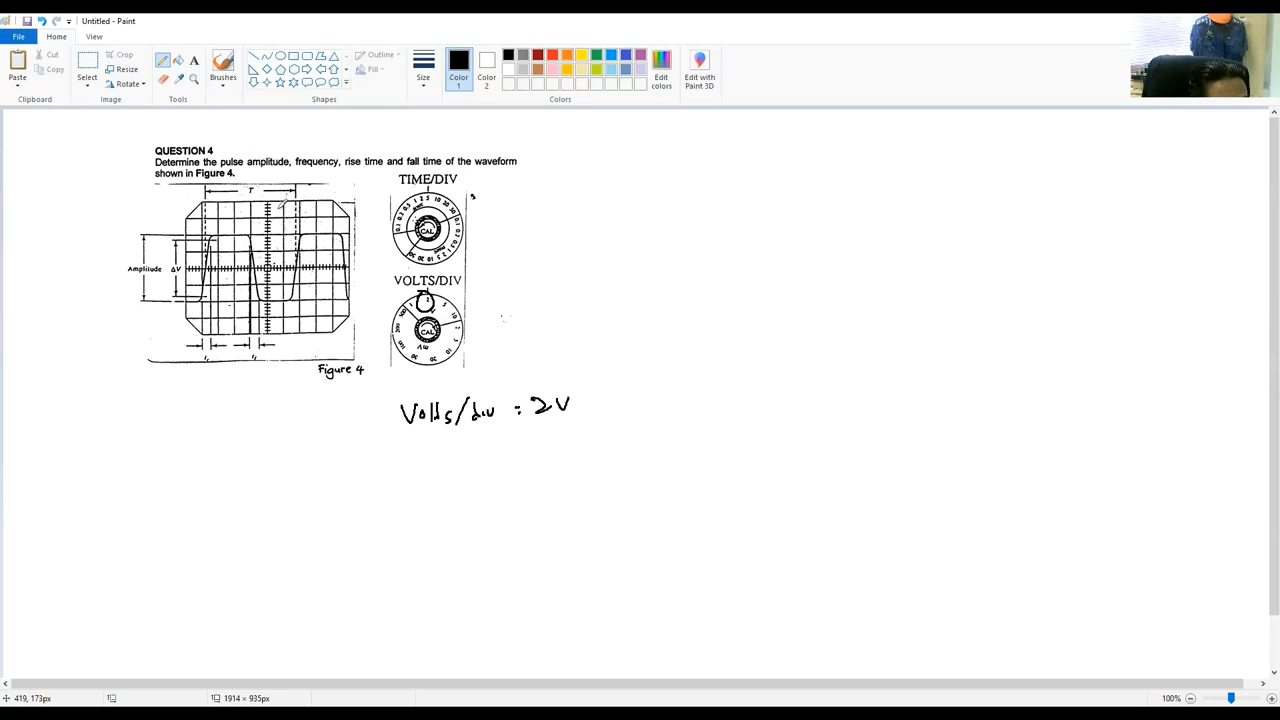 Untitled - Paint
File
Home
View
Paste
Cut
Copy
Clipboard
Select
Crop
Resize
Rotate
Image
Tools
Brushes
Shapes
Outline
Fill
Size
Color
1
Color
2
Edit
colors
Colors
Edit with
Paint 3D
QUESTION 4
Determine the pulse amplitude, frequency, rise time and fall time of the waveform
shown in Figure 4.
T
Amplitude
ΔV
Figure 4
TIME/DIV
CAL
VOLTS/DIV
CAL
Volts/div = 2V
419, 173px
1914 × 935px
100%